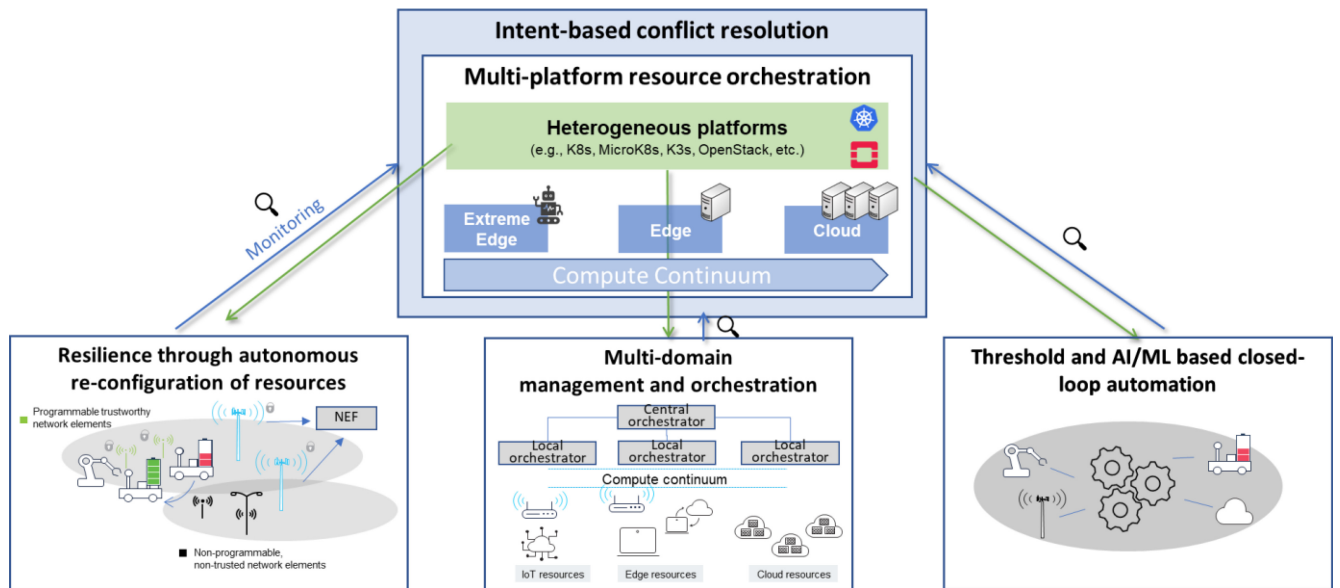 Intent-based conflict resolution
Multi-platform resource orchestration
Heterogeneous platforms
(e.g., K8s, MicroK8s, K3s, OpenStack, etc.)
Extreme
Edge
Edge
Cloud
Compute Continuum
Monitoring
Resilience through autonomous
re-configuration of resources
Programmable trustworthy
network elements
NEF
Non-programmable,
non-trusted network elements
Multi-domain
management and orchestration
Central
orchestrator
Local
orchestrator
Local
orchestrator
Local
orchestrator
Compute continuum
IoT resources
Edge resources
Cloud resources
Threshold and AI/ML based closed-
loop automation